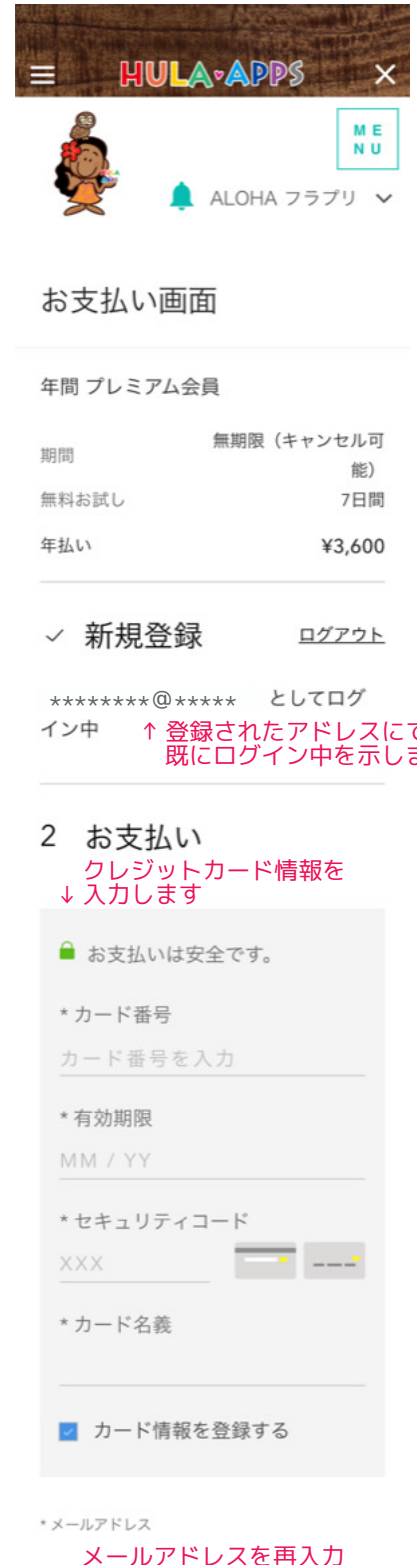 HULA♥APPS
ME
NU
ALOHA フラプリ
お支払い画面
年間 プレミアム会員
期間 無期限（キャンセル可
能）
無料お試し 7日間
年払い ¥3,600
新規登録 ログアウト
********@***** としてログ
イン中
↑ 登録されたアドレスにて
既にログイン中を示しま
2 お支払い
クレジットカード情報を
↓ 入力します
お支払いは安全です。
* カード番号
カード番号を入力
* 有効期限
MM / YY
* セキュリティコード
XXX
* カード名義
カード情報を登録する
* メールアドレス
メールアドレスを再入力